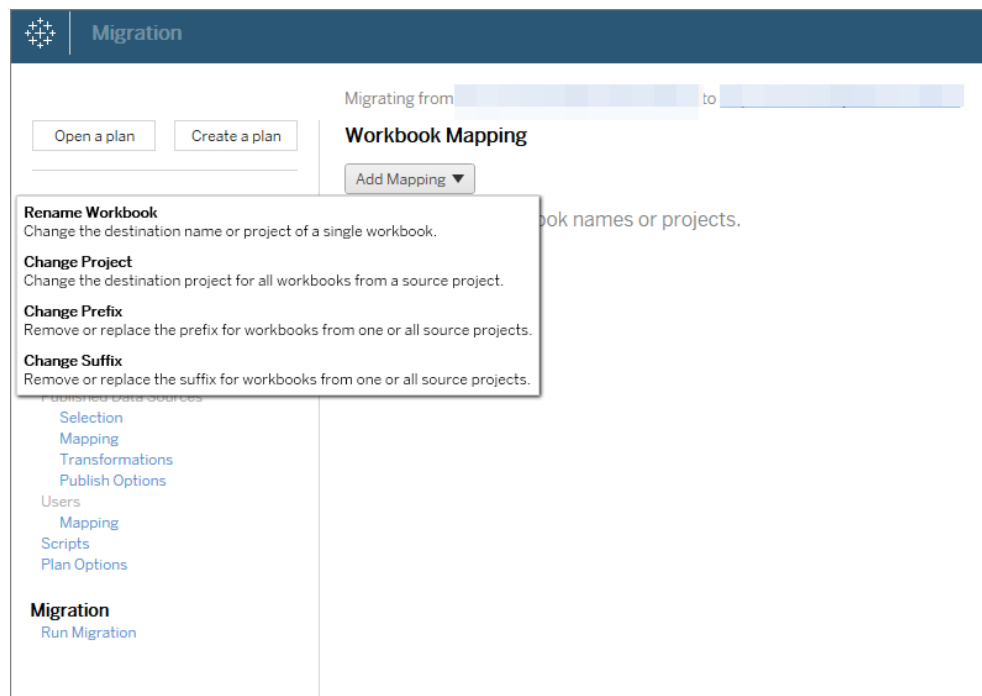 Migration
Migrating from to
Open a plan
Create a plan
Workbook Mapping
Add Mapping ▼
Rename Workbook
Change the destination name or project of a single workbook.
names or projects.
Change Project
Change the destination project for all workbooks from a source project.
Change Prefix
Remove or replace the prefix for workbooks from one or all source projects.
Change Suffix
Remove or replace the suffix for workbooks from one or all source projects.
Published Data Sources
Selection
Mapping
Transformations
Publish Options
Users
Mapping
Scripts
Plan Options
Migration
Run Migration